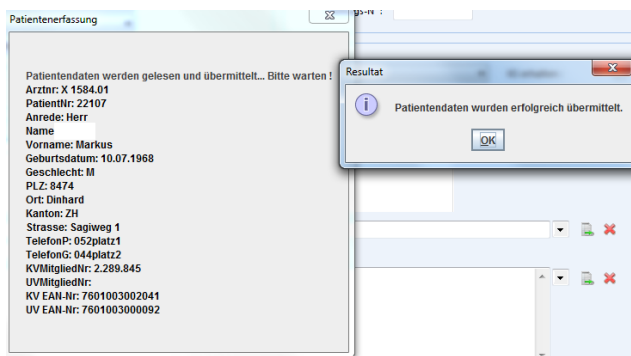 Patientenerfassung
gs-N :
Patientendaten werden gelesen und übermittelt... Bitte warten !
Arztnr: X 1584.01
PatientNr: 22107
Anrede: Herr
Name
Vorname: Markus
Geburtsdatum: 10.07.1968
Geschlecht: M
PLZ: 8474
Ort: Dinhard
Kanton: ZH
Strasse: Sagiweg 1
TelefonP: 052platz1
TelefonG: 044platz2
KVMitgliedNr: 2.289.845
UVMitgliedNr:
KV EAN-Nr: 7601003002041
UV EAN-Nr: 7601003000092
Resultat
Patientendaten wurden erfolgreich übermittelt.
OK